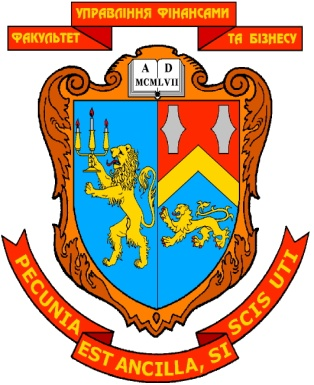 УПРАВЛІННЯ ФІНАНСАМИ
ФАКУЛЬТЕТ ТА БІЗНЕСУ
A D
MCMLVII
PECUNIA EST ANCILLA, SI SCIS UTI